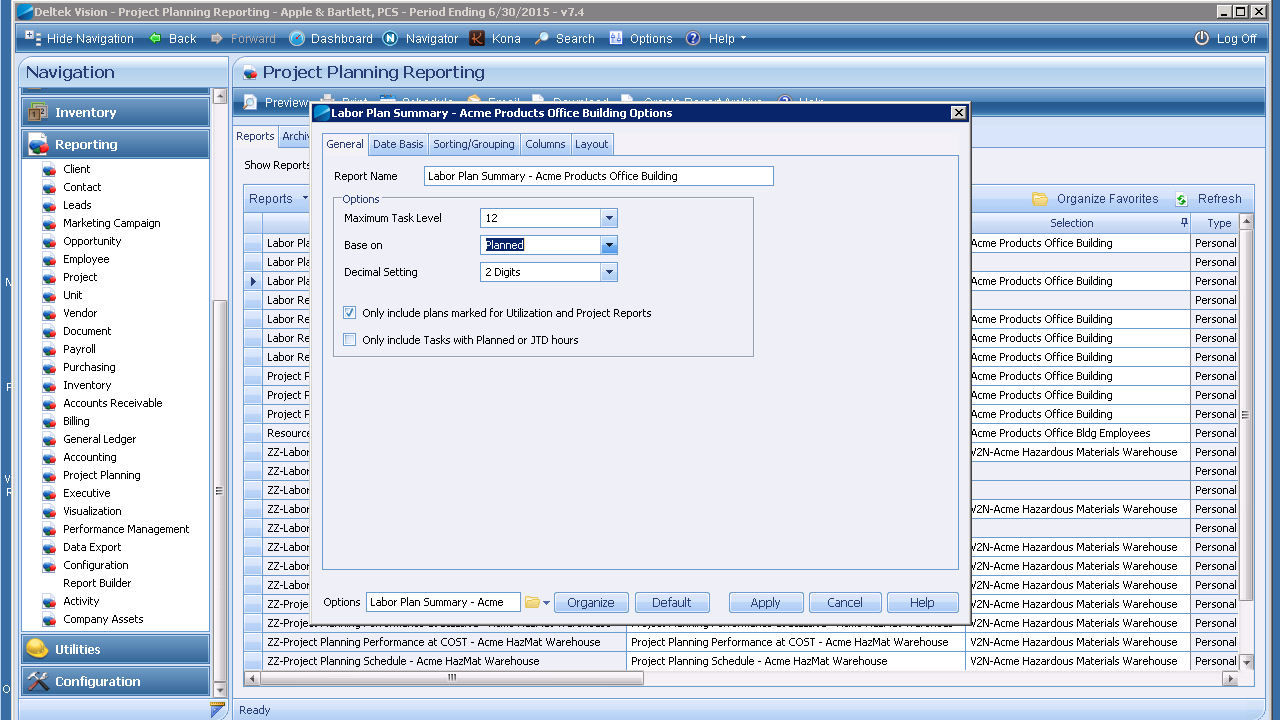 Deltek Vision - Project Planning Reporting - Apple & Bartlett, PCS - Period Ending 6/30/2015 - v7.4
Hide Navigation Back Forward Dashboard Navigator Kona Search Options Help Log Off
Navigation
Inventory
Reporting
Client
Contact
Leads
Marketing Campaign
Opportunity
Employee
Project
Unit
Vendor
Document
Payroll
Purchasing
Inventory
Accounts Receivable
Billing
General Ledger
Accounting
Project Planning
Executive
Visualization
Performance Management
Data Export
Configuration
Report Builder
Activity
Company Assets
Utilities
Configuration
Project Planning Reporting
Preview
Reports Archiv
Show Reports
Reports
Organize Favorites Refresh
Selection Type
Labor Pla Acme Products Office Building Personal
Labor Pla Personal
Labor Pla Acme Products Office Building Personal
Labor Re Personal
Labor Re Acme Products Office Building Personal
Labor Re Acme Products Office Building Personal
Labor Re Acme Products Office Building Personal
Project P Acme Products Office Building Personal
Project P Acme Products Office Building Personal
Project P Acme Products Office Building Personal
Resource Acme Products Office Bldg Employees Personal
ZZ-Labor V2N-Acme Hazardous Materials Warehouse Personal
ZZ-Labor Personal
ZZ-Labor Personal
ZZ-Labor V2N-Acme Hazardous Materials Warehouse Personal
ZZ-Labor Personal
ZZ-Labor V2N-Acme Hazardous Materials Warehouse Personal
ZZ-Labor V2N-Acme Hazardous Materials Warehouse Personal
ZZ-Labor V2N-Acme Hazardous Materials Warehouse Personal
ZZ-Projec V2N-Acme Hazardous Materials Warehouse Personal
V2N-Acme Hazardous Materials Warehouse Personal
ZZ-Project Planning Performance at COST - Acme HazMat Warehouse Project Planning Performance at COST - Acme HazMat Warehouse V2N-Acme Hazardous Materials Warehouse Personal
ZZ-Project Planning Schedule - Acme HazMat Warehouse Project Planning Schedule - Acme HazMat Warehouse V2N-Acme Hazardous Materials Warehouse Personal
Ready
Labor Plan Summary - Acme Products Office Building Options
General Date Basis Sorting/Grouping Columns Layout
Report Name Labor Plan Summary - Acme Products Office Building
Options
Maximum Task Level 12
Base on Planned
Decimal Setting 2 Digits
Only include plans marked for Utilization and Project Reports
Only include Tasks with Planned or JTD hours
Options Labor Plan Summary - Acme Organize Default Apply Cancel Help